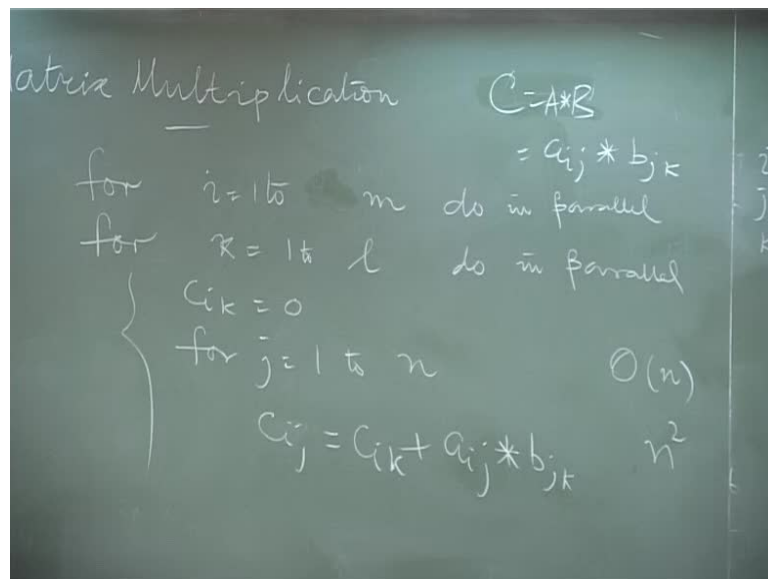 Matrix Multiplication
C=A*B
= aij * bjk
for i=1 to m do in parallel
for k=1 to l do in parallel
Cik = 0
for j=1 to n
O(n)
Cij = Cik + aij * bjk
n²
i
j
k